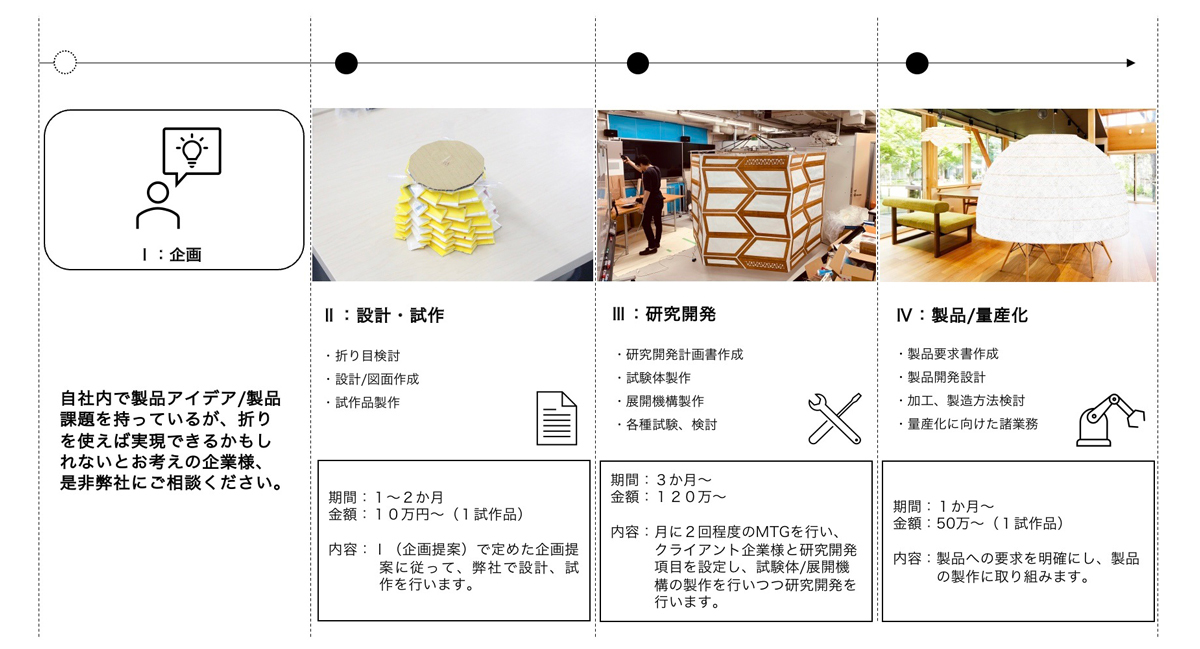 Ⅰ：企画
自社内で製品アイデア/製品
課題を持っているが、折り
を使えば実現できるかもし
れないとお考えの企業様、
是非弊社にご相談ください。
Ⅱ：設計・試作
・折り目検討
・設計/図面作成
・試作品製作
期間：１〜２か月
金額：１０万円〜（１試作品）
内容：Ⅰ（企画提案）で定めた企画提
案に従って、弊社で設計、試
作を行います。
Ⅲ：研究開発
・研究開発計画書作成
・試験体製作
・展開機構製作
・各種試験、検討
期間：３か月〜
金額：１２０万〜
内容：月に２回程度のMTGを行い、
クライアント企業様と研究開発
項目を設定し、試験体/展開機
構の製作を行いつつ研究開発を
行います。
Ⅳ：製品/量産化
・製品要求書作成
・製品開発設計
・加工、製造方法検討
・量産化に向けた諸業務
期間：１か月〜
金額：50万〜（１試作品）
内容：製品への要求を明確にし、製品
の製作に取り組みます。